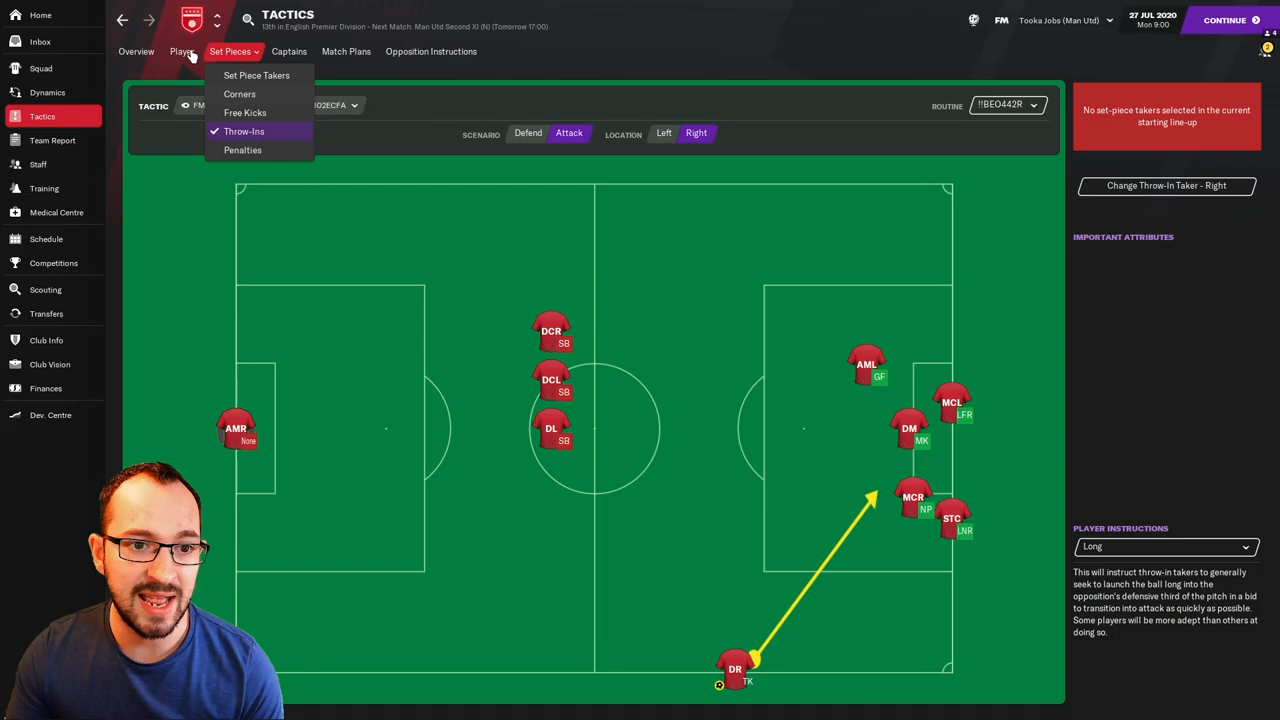 Home
Inbox
Squad
Dynamics
Tactics
Team Report
Staff
Training
Medical Centre
Schedule
Competitions
Scouting
Transfers
Club Info
Club Vision
Finances
Dev. Centre
TACTICS
13th in English Premier Division - Next Match: Man Utd Second XI (N) (Tomorrow 17:00)
FM
Tooka Jobs (Man Utd)
27 JUL 2020
Mon 9:00
CONTINUE
4
2
Overview
Player
Set Pieces
Captains
Match Plans
Opposition Instructions
Set Piece Takers
Corners
Free Kicks
Throw-Ins
Penalties
TACTIC
FM
102ECFA
ROUTINE
!!BEO442R
SCENARIO
Defend
Attack
LOCATION
Left
Right
DCR
SB
DCL
SB
DL
SB
AMR
None
AML
GF
MCL
LFR
DM
MK
MCR
NP
STC
LNR
DR
TK
No set-piece takers selected in the current
starting line-up
Change Throw-In Taker - Right
IMPORTANT ATTRIBUTES
PLAYER INSTRUCTIONS
Long
This will instruct throw-in takers to generally
seek to launch the ball long into the
opposition's defensive third of the pitch in a bid
to transition into attack as quickly as possible.
Some players will be more adept than others at
doing so.